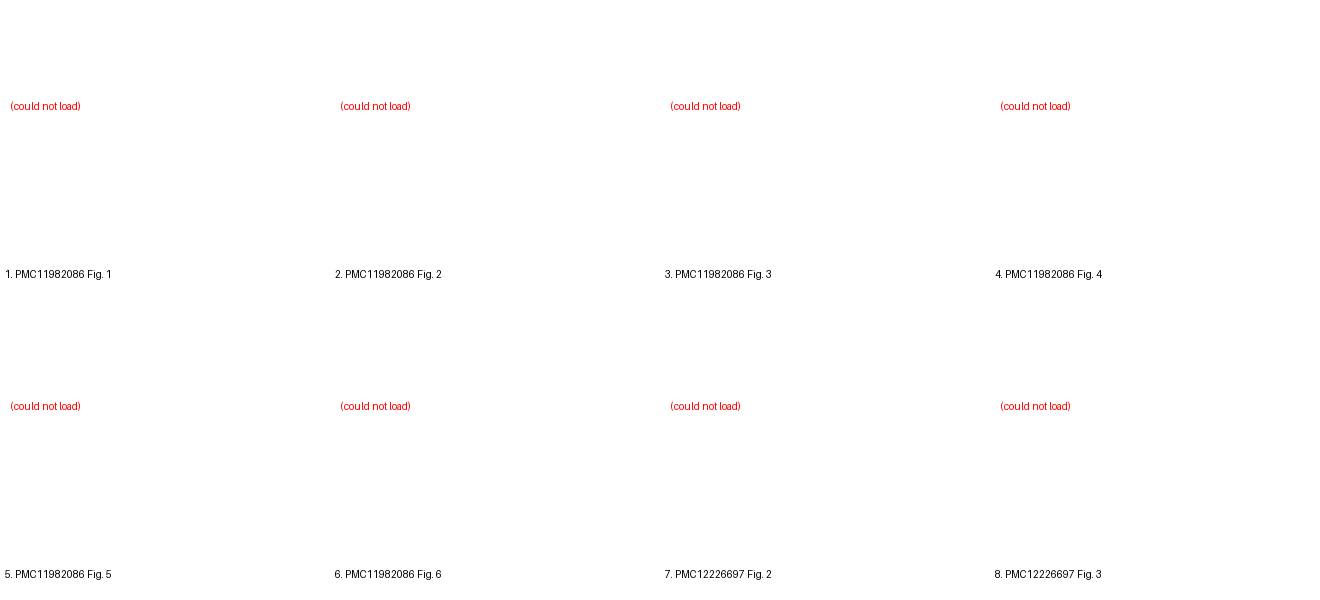 (could not load)
(could not load)
(could not load)
(could not load)
1. PMC11982086 Fig. 1
2. PMC11982086 Fig. 2
3. PMC11982086 Fig. 3
4. PMC11982086 Fig. 4
(could not load)
(could not load)
(could not load)
(could not load)
5. PMC11982086 Fig. 5
6. PMC11982086 Fig. 6
7. PMC12226697 Fig. 2
8. PMC12226697 Fig. 3